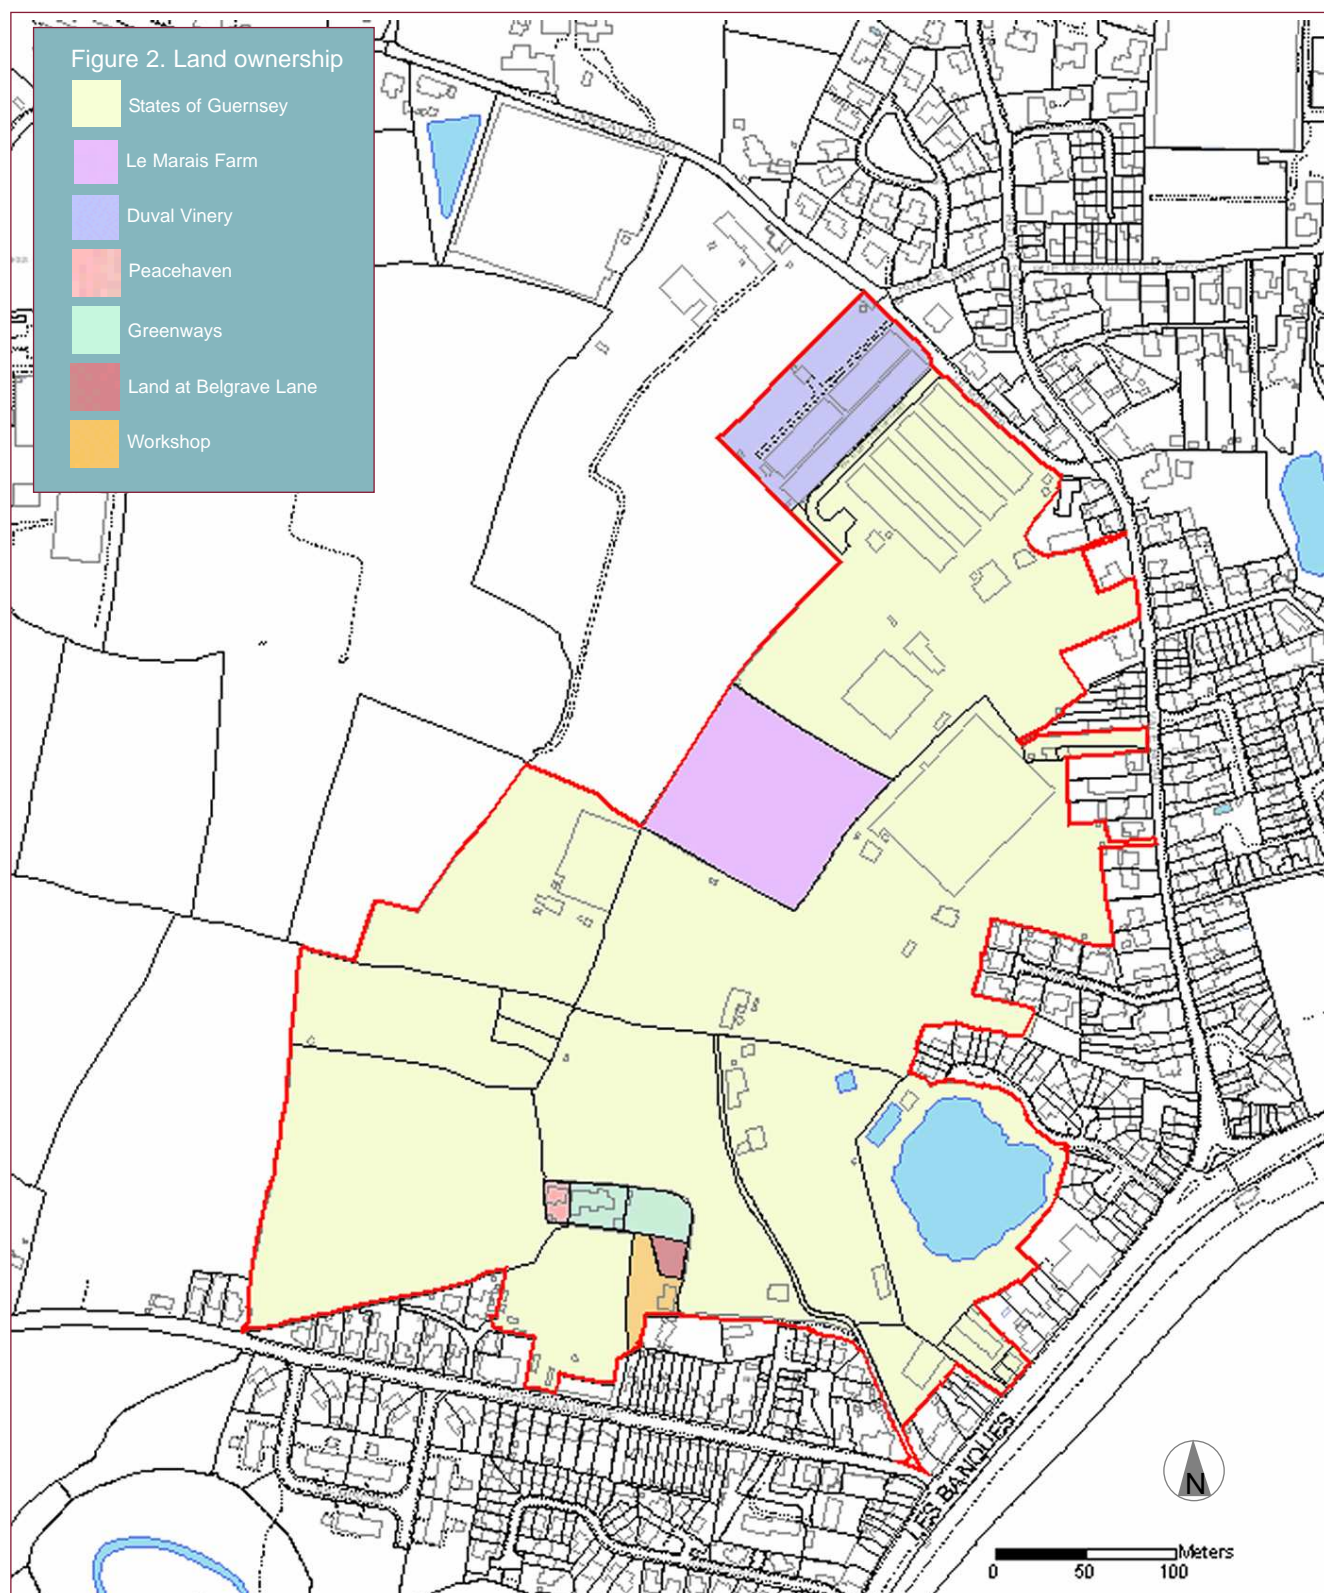 Figure 2. Land ownership
States of Guernsey
Le Marais Farm
Duval Vinery
Peacehaven
Greenways
Land at Belgrave Lane
Workshop
LES BANQUES
N
Meters
0 50 100